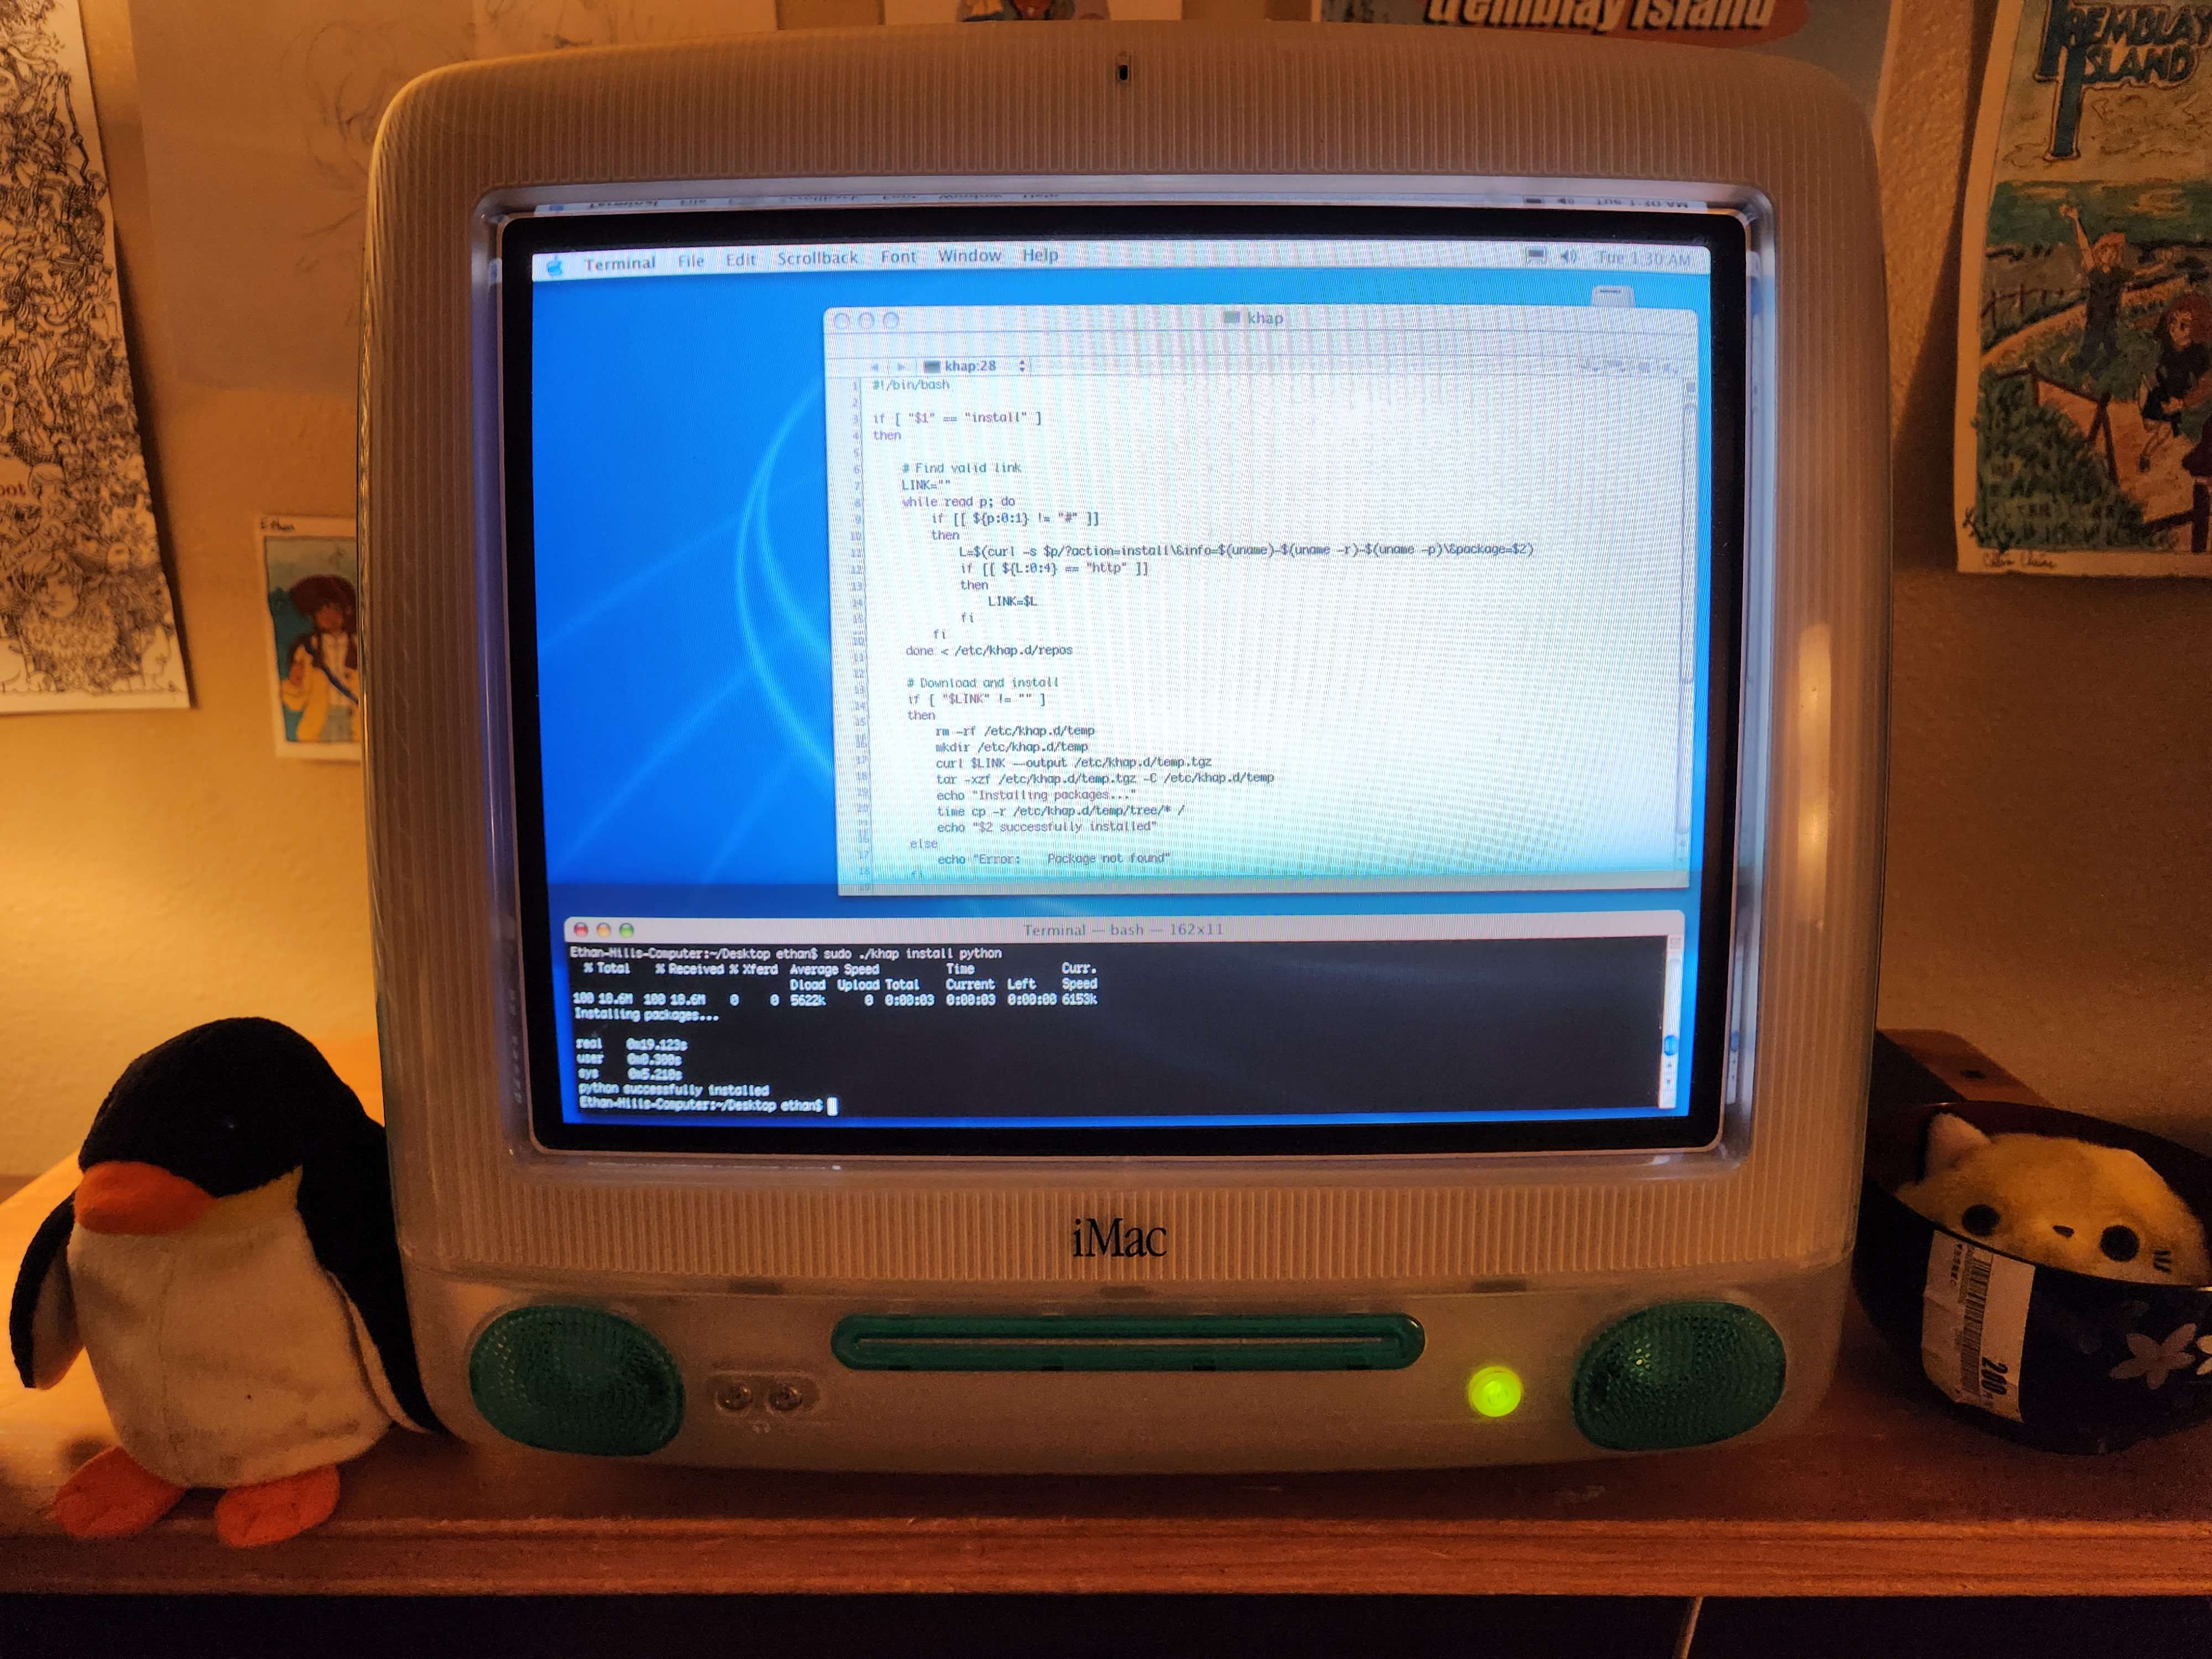 tremblay island
TREMBLAY
ISLAND
Terminal File Edit Scrollback Font Window Help
Tue 1:30 AM
khap
khap:28
#!/bin/bash
if [ "$1" == "install" ]
then
# Find valid link
LINK=""
while read p; do
if [[ ${p:0:1} != "#" ]]
then
L=$(curl -s $p/?action=install\&info=$(uname)-$(uname -r)-$(uname -p)\&package=$2)
if [[ ${L:0:4} == "http" ]]
then
LINK=$L
fi
fi
done < /etc/khap.d/repos
# Download and install
if [ "$LINK" != "" ]
then
rm -rf /etc/khap.d/temp
mkdir /etc/khap.d/temp
curl $LINK --output /etc/khap.d/temp.tgz
tar -xzf /etc/khap.d/temp.tgz -C /etc/khap.d/temp
echo "Installing packages..."
time cp -r /etc/khap.d/temp/tree/* /
echo "$2 successfully installed"
else
echo "Error: Package not found"
fi
Terminal — bash — 162x11
Ethan-Hills-Computer:~/Desktop ethan$ sudo ./khap install python
% Total % Received % Xferd Average Speed Time Curr.
Dload Upload Total Current Left Speed
100 18.6M 100 18.6M 0 0 5622k 0 0:00:03 0:00:03 0:00:00 6153k
Installing packages...
real 0m19.123s
user 0m0.300s
sys 0m5.210s
python successfully installed
Ethan-Hills-Computer:~/Desktop ethan$
iMac
200